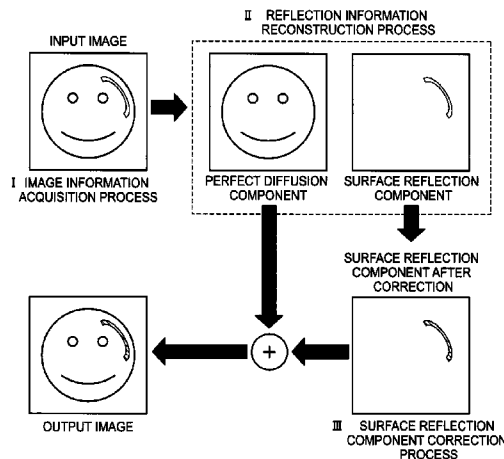 II REFLECTION INFORMATION
RECONSTRUCTION PROCESS
INPUT IMAGE
I IMAGE INFORMATION
ACQUISITION PROCESS
PERFECT DIFFUSION
COMPONENT
SURFACE REFLECTION
COMPONENT
SURFACE REFLECTION
COMPONENT AFTER
CORRECTION
+
OUTPUT IMAGE
III SURFACE REFLECTION
COMPONENT CORRECTION
PROCESS